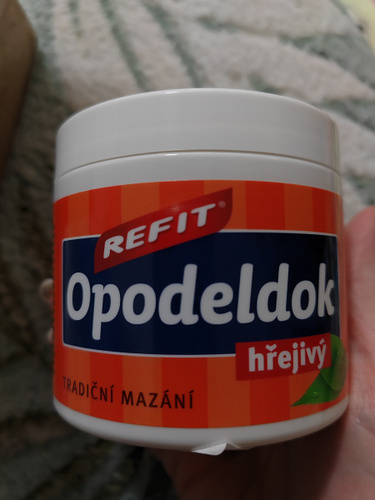 REFIT®
Opodeldok
hřejivý
TRADIČNÍ MAZÁNÍ